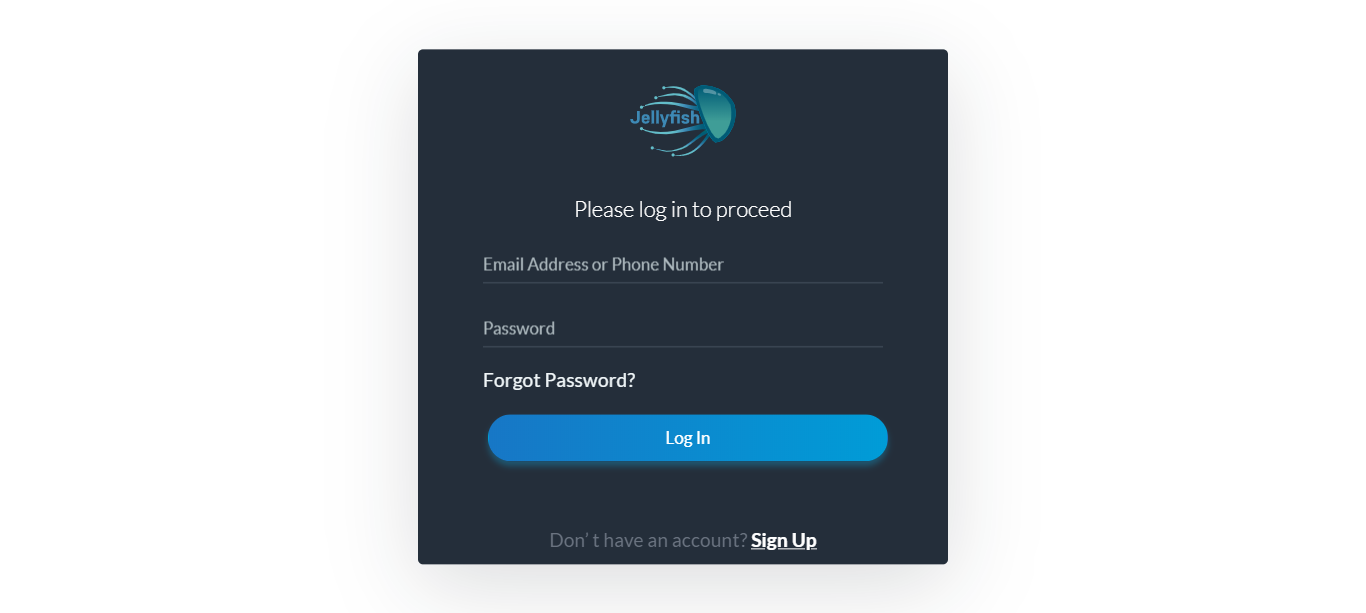 Jellyfish
Please log in to proceed
Email Address or Phone Number
Password
Forgot Password?
Log In
Don’ t have an account? Sign Up